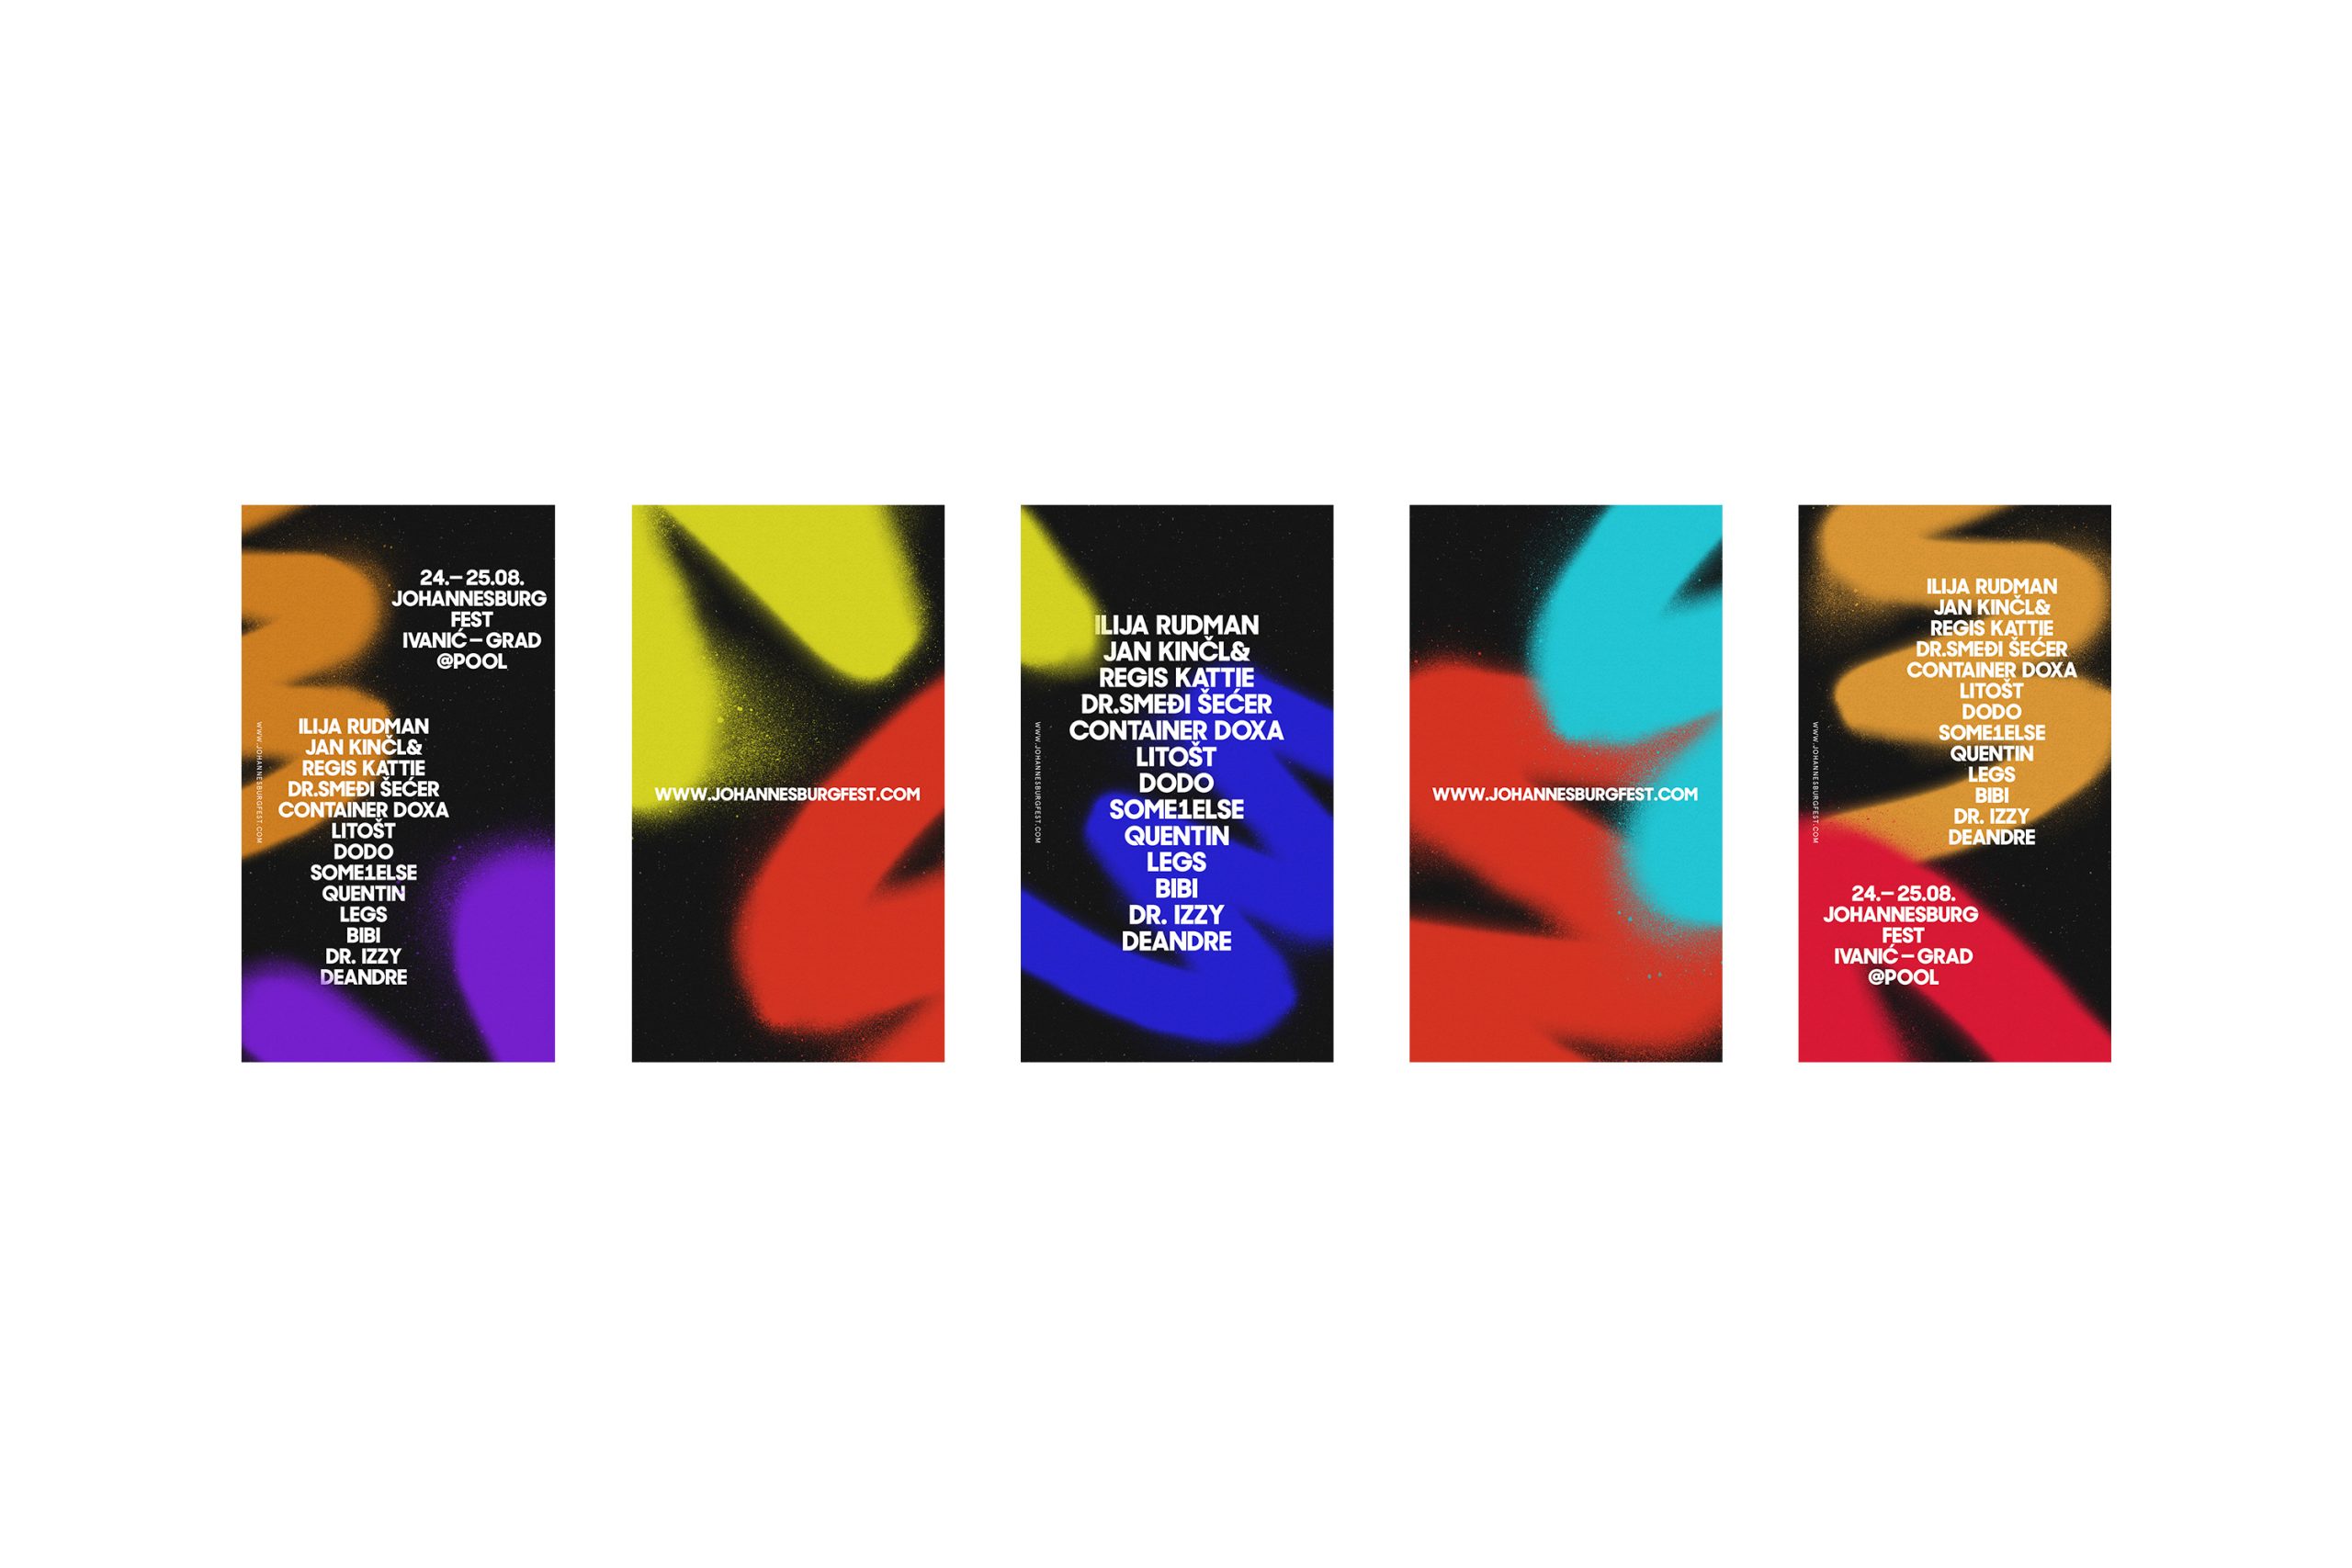 24.– 25.08.
JOHANNESBURG
FEST
IVANIĆ – GRAD
@POOL
WWW.JOHANNESBURGFEST.COM
ILIJA RUDMAN
JAN KINČL&
REGIS KATTIE
DR.SMEĐI ŠEĆER
CONTAINER DOXA
LITOŠT
DODO
SOME1ELSE
QUENTIN
LEGS
BIBI
DR. IZZY
DEANDRE
WWW.JOHANNESBURGFEST.COM
WWW.JOHANNESBURGFEST.COM
ILIJA RUDMAN
JAN KINČL&
REGIS KATTIE
DR.SMEĐI ŠEĆER
CONTAINER DOXA
LITOŠT
DODO
SOME1ELSE
QUENTIN
LEGS
BIBI
DR. IZZY
DEANDRE
WWW.JOHANNESBURGFEST.COM
WWW.JOHANNESBURGFEST.COM
ILIJA RUDMAN
JAN KINČL&
REGIS KATTIE
DR.SMEĐI ŠEĆER
CONTAINER DOXA
LITOŠT
DODO
SOME1ELSE
QUENTIN
LEGS
BIBI
DR. IZZY
DEANDRE
24.– 25.08.
JOHANNESBURG
FEST
IVANIĆ – GRAD
@POOL